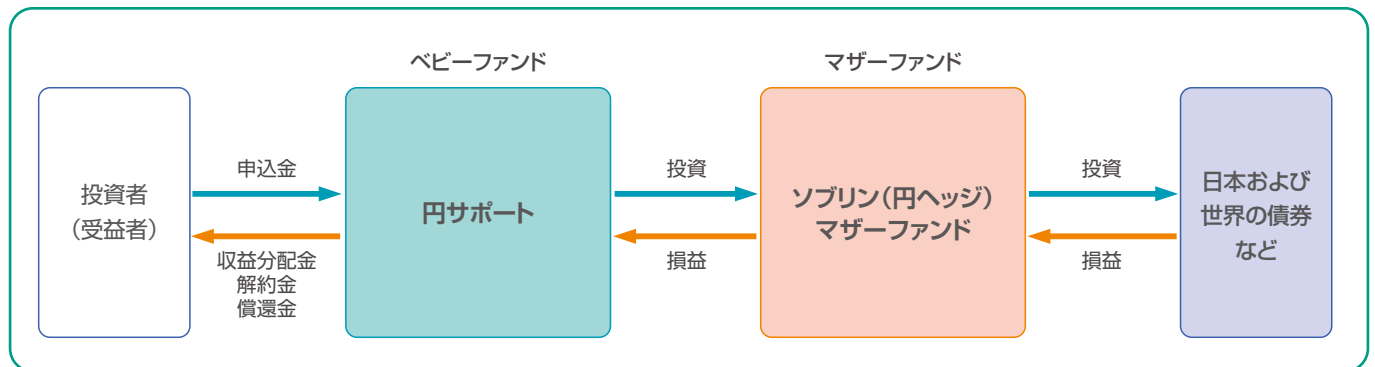 ベビーファンド
マザーファンド
投資者
(受益者)
申込金
収益分配金
解約金
償還金
円サポート
投資
損益
ソブリン(円ヘッジ)
マザーファンド
投資
損益
日本および
世界の債券
など